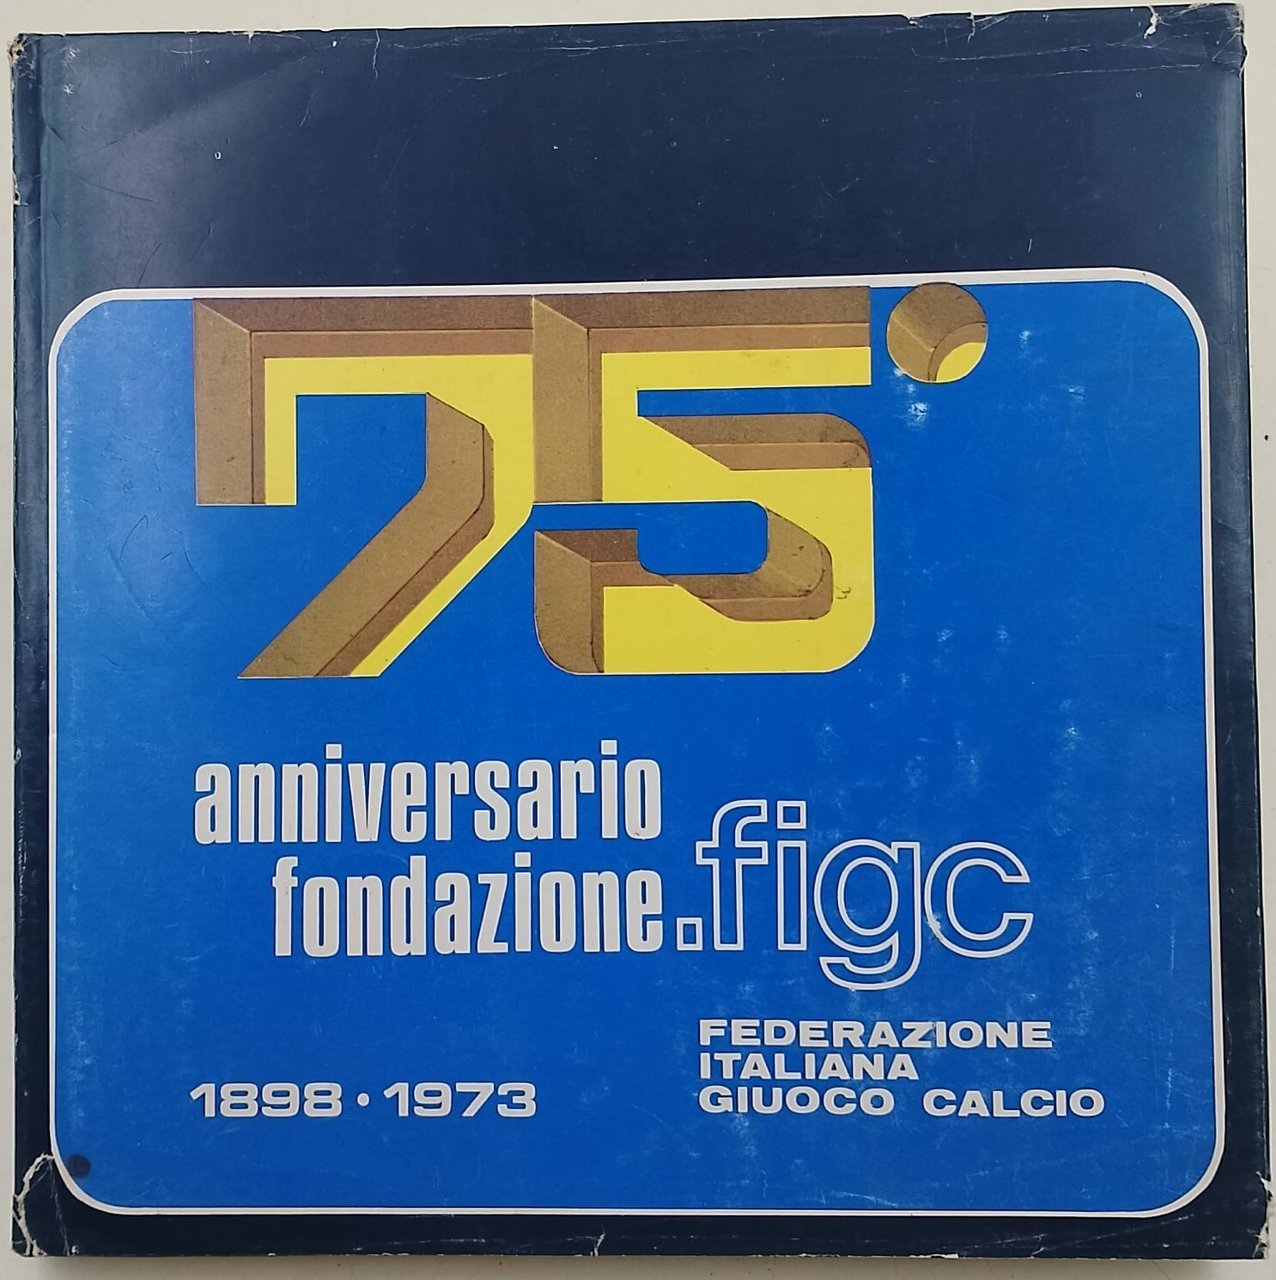 75°
anniversario
fondazione.figc
1898 · 1973
FEDERAZIONE
ITALIANA
GIUOCO CALCIO